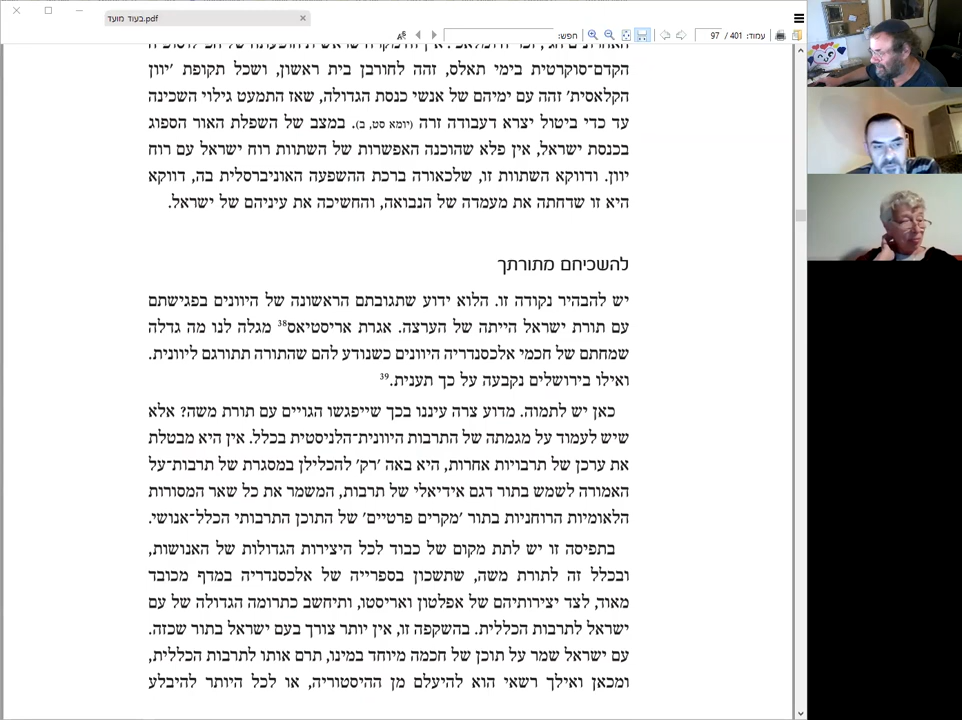 בעוד מועד.pdf
חפש:
עמוד: 401 / 97
הקדם־סוקרטית בימי תאלס, זהה לחורבן בית ראשון, ושכל תקופת 'יוון
הקלאסית' זהה עם ימיהם של אנשי כנסת הגדולה, שאז התמעט גילוי השכינה
עד כדי ביטול יצרא דעבודה זרה (יומא סט, ב). במצב של השפלת האור הספוג
בכנסת ישראל, אין פלא שהוכנה האפשרות של השתוות רוח ישראל עם רוח
יוון. ודווקא השתוות זו, שלכאורה ברכת ההשפעה האוניברסלית בה, דווקא
היא זו שדחתה את מעמדה של הנבואה, והחשיכה את עיניהם של ישראל.
להשכיחם מתורתך
יש להבהיר נקודה זו. הלוא ידוע שתגובתם הראשונה של היוונים בפגישתם
עם תורת ישראל הייתה של הערצה. אגרת אריסטיאס38 מגלה לנו מה גדלה
שמחתם של חכמי אלכסנדריה היוונים כשנודע להם שהתורה תתורגם ליוונית.
ואילו בירושלים נקבעה על כך תענית.39
כאן יש לתמוה. מדוע צרה עיננו בכך שייפגשו הגויים עם תורת משה? אלא
שיש לעמוד על מגמתה של התרבות היוונית־הלניסטית בכלל. אין היא מבטלת
את ערכן של תרבויות אחרות, היא באה 'רק' להכלילן במסגרת של תרבות־על
האמורה לשמש בתור דגם אידיאלי של תרבות, המשמר את כל שאר המסורות
הלאומיות הרוחניות בתור 'מקרים פרטיים' של התוכן התרבותי הכלל־אנושי.
בתפיסה זו יש לתת מקום של כבוד לכל היצירות הגדולות של האנושות,
ובכלל זה לתורת משה, שתשכון בספרייה של אלכסנדריה במדף מכובד
מאוד, לצד יצירותיהם של אפלטון ואריסטו, ותיחשב כתרומה הגדולה של עם
ישראל לתרבות הכללית. בהשקפה זו, אין יותר צורך בעם ישראל בתור שכזה.
עם ישראל שמר על תוכן של חכמה מיוחד במינו, תרם אותו לתרבות הכללית,
ומכאן ואילך רשאי הוא להיעלם מן ההיסטוריה, או לכל היותר להיבלע